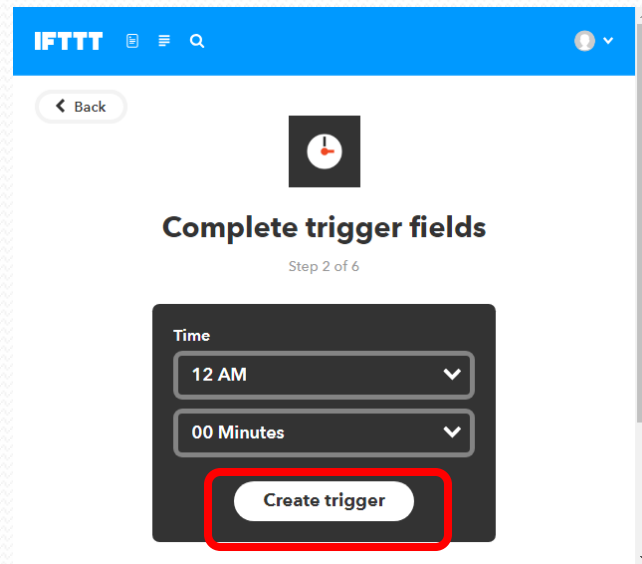 IFTTT
Back
Complete trigger fields
Step 2 of 6
Time
12 AM
00 Minutes
Create trigger